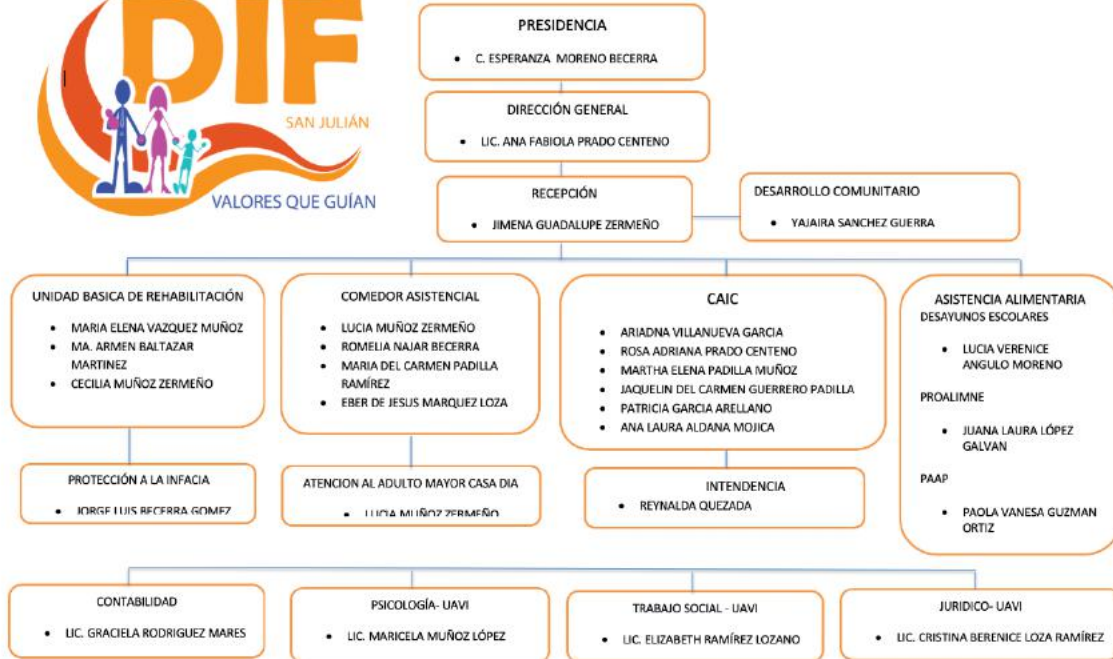 DIF
SAN JULIÁN
VALORES QUE GUÍAN
PRESIDENCIA
• C. ESPERANZA MORENO BECERRA
DIRECCIÓN GENERAL
• LIC. ANA FABIOLA PRADO CENTENO
RECEPCIÓN
• JIMENA GUADALUPE ZERMEÑO
DESARROLLO COMUNITARIO
• YAJAIRA SANCHEZ GUERRA
UNIDAD BASICA DE REHABILITACIÓN
• MARIA ELENA VAZQUEZ MUÑOZ
• MA. ARMEN BALTAZAR
MARTINEZ
• CECILIA MUÑOZ ZERMEÑO
COMEDOR ASISTENCIAL
• LUCIA MUÑOZ ZERMEÑO
• ROMELIA NAJAR BECERRA
• MARIA DEL CARMEN PADILLA
RAMÍREZ
• EBER DE JESUS MARQUEZ LOZA
CAIC
• ARIADNA VILLANUEVA GARCIA
• ROSA ADRIANA PRADO CENTENO
• MARTHA ELENA PADILLA MUÑOZ
• JAQUELIN DEL CARMEN GUERRERO PADILLA
• PATRICIA GARCIA ARELLANO
• ANA LAURA ALDANA MOJICA
ASISTENCIA ALIMENTARIA
DESAYUNOS ESCOLARES
• LUCIA VERENICE
ANGULO MORENO
PROALIMNE
• JUANA LAURA LÓPEZ
GALVAN
PAAP
• PAOLA VANESA GUZMAN
ORTIZ
PROTECCIÓN A LA INFACIA
• JORGE LUIS BECERRA GOMEZ
ATENCION AL ADULTO MAYOR CASA DIA
• LUCIA MUÑOZ ZERMEÑO
INTENDENCIA
• REYNALDA QUEZADA
CONTABILIDAD
• LIC. GRACIELA RODRIGUEZ MARES
PSICOLOGÍA- UAVI
• LIC. MARICELA MUÑOZ LÓPEZ
TRABAJO SOCIAL - UAVI
• LIC. ELIZABETH RAMÍREZ LOZANO
JURIDICO- UAVI
• LIC. CRISTINA BERENICE LOZA RAMÍREZ